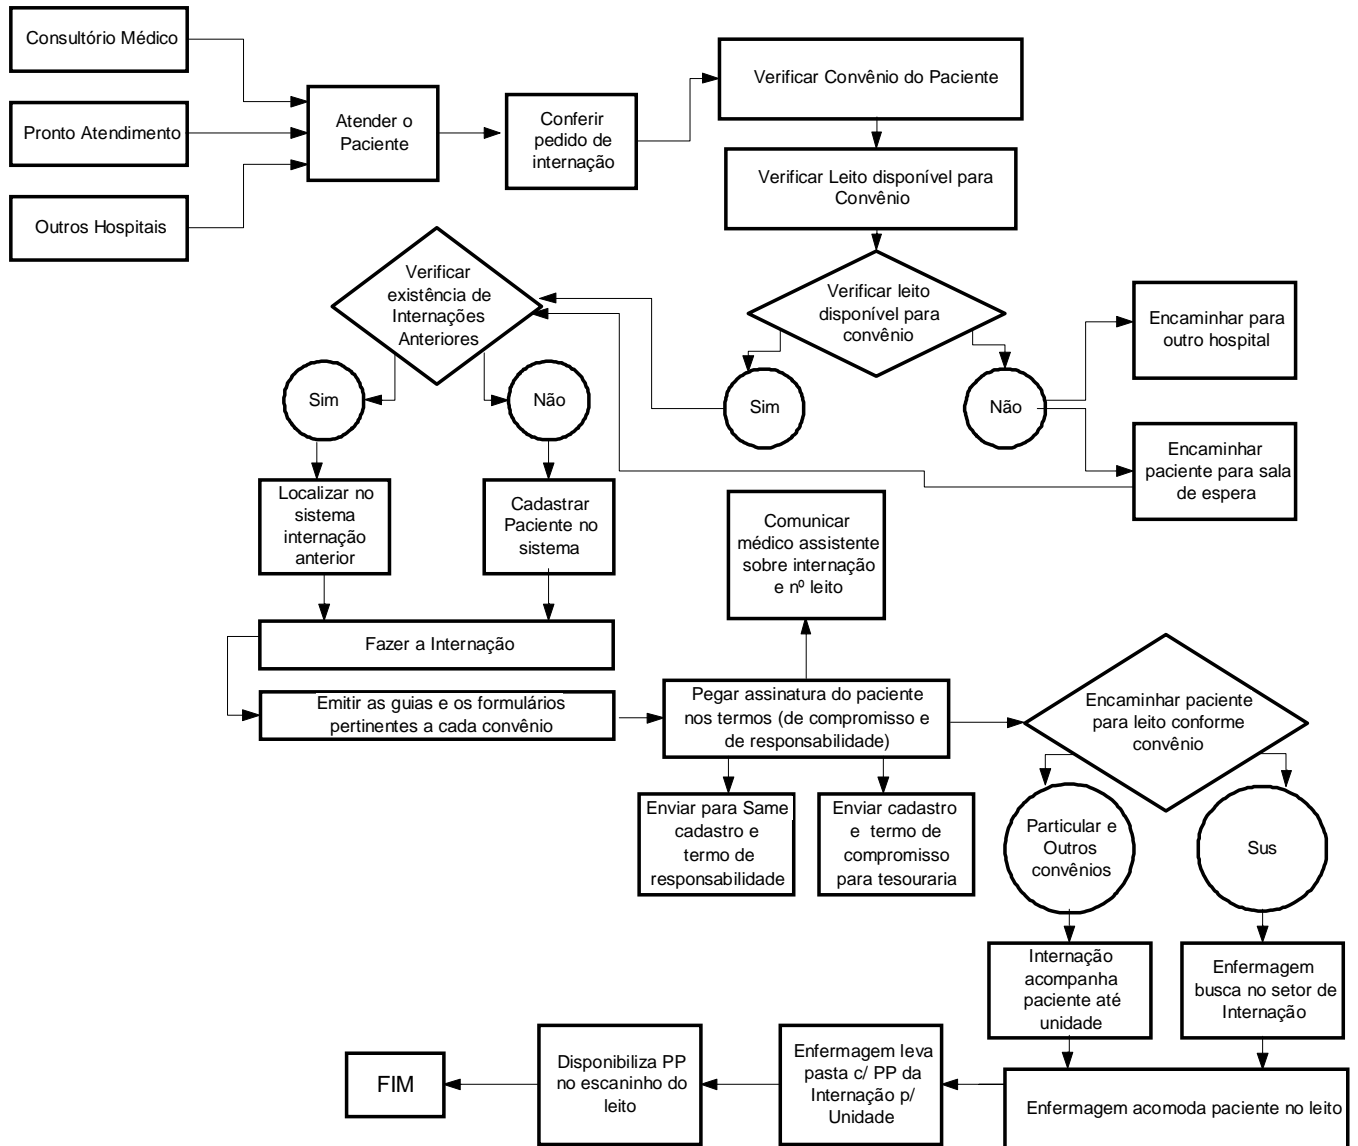 Consultório Médico
Pronto Atendimento
Outros Hospitais
Atender o
Paciente
Conferir
pedido de
internação
Verificar Convênio do Paciente
Verificar Leito disponível para
Convênio
Verificar leito
disponível para
convênio
Sim
Não
Encaminhar para
outro hospital
Encaminhar
paciente para sala
de espera
Verificar
existência de
Internações
Anteriores
Sim
Não
Localizar no
sistema
internação
anterior
Cadastrar
Paciente no
sistema
Fazer a Internação
Emitir as guias e os formulários
pertinentes a cada convênio
Comunicar
médico assistente
sobre internação
e nº leito
Pegar assinatura do paciente
nos termos (de compromisso e
de responsabilidade)
Enviar para Same
cadastro e
termo de
responsabilidade
Enviar cadastro
e termo de
compromisso
para tesouraria
Encaminhar paciente
para leito conforme
convênio
Particular e
Outros
convênios
Sus
Internação
acompanha
paciente até
unidade
Enfermagem
busca no setor de
Internação
Enfermagem acomoda paciente no leito
Enfermagem leva
pasta c/ PP da
Internação p/
Unidade
Disponibiliza PP
no escaninho do
leito
FIM